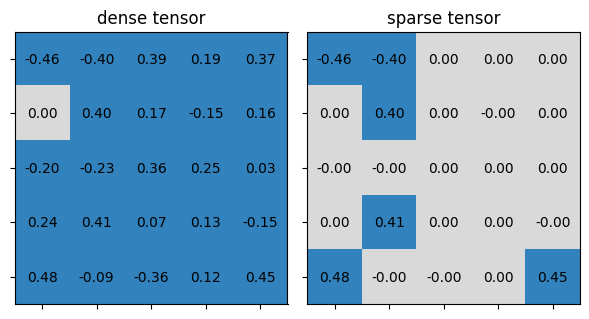 dense tensor
-0.46 -0.40 0.39 0.19 0.37
0.00 0.40 0.17 -0.15 0.16
-0.20 -0.23 0.36 0.25 0.03
0.24 0.41 0.07 0.13 -0.15
0.48 -0.09 -0.36 0.12 0.45
sparse tensor
-0.46 -0.40 0.00 0.00 0.00
0.00 0.40 0.00 -0.00 0.00
-0.00 -0.00 0.00 0.00 0.00
0.00 0.41 0.00 0.00 -0.00
0.48 -0.00 -0.00 0.00 0.45